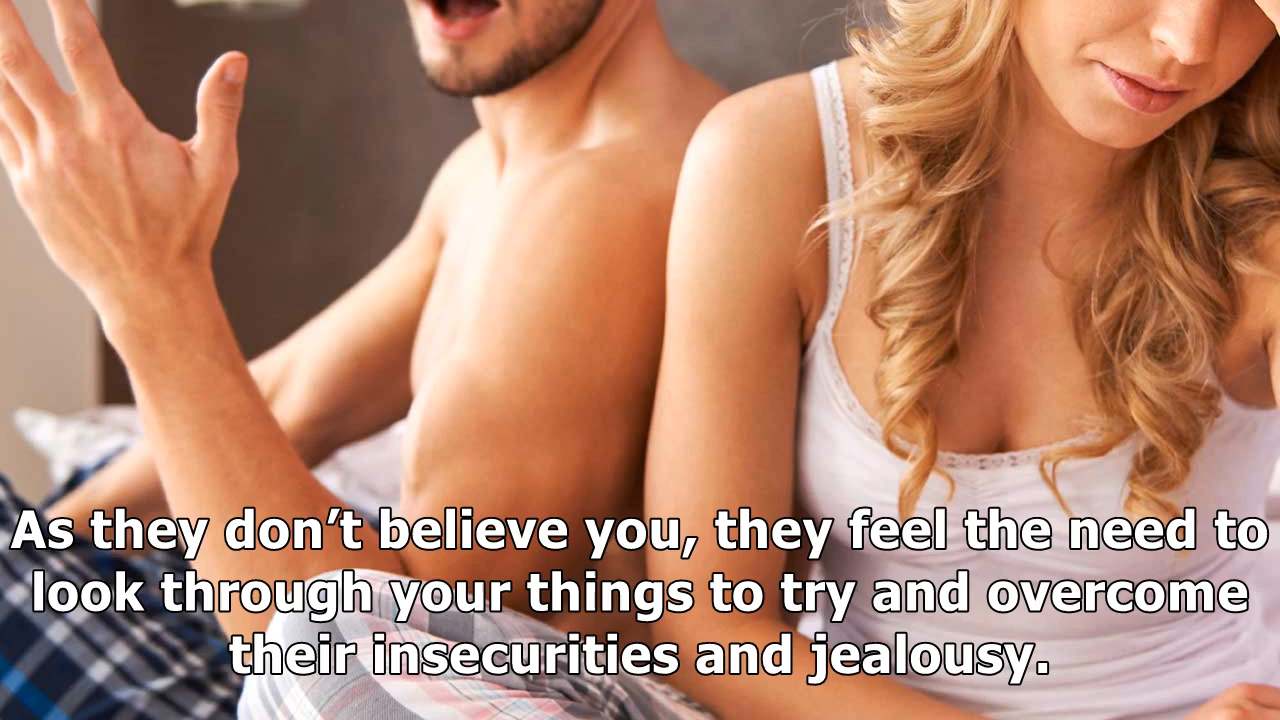 As they don’t believe you, they feel the need to
look through your things to try and overcome
their insecurities and jealousy.